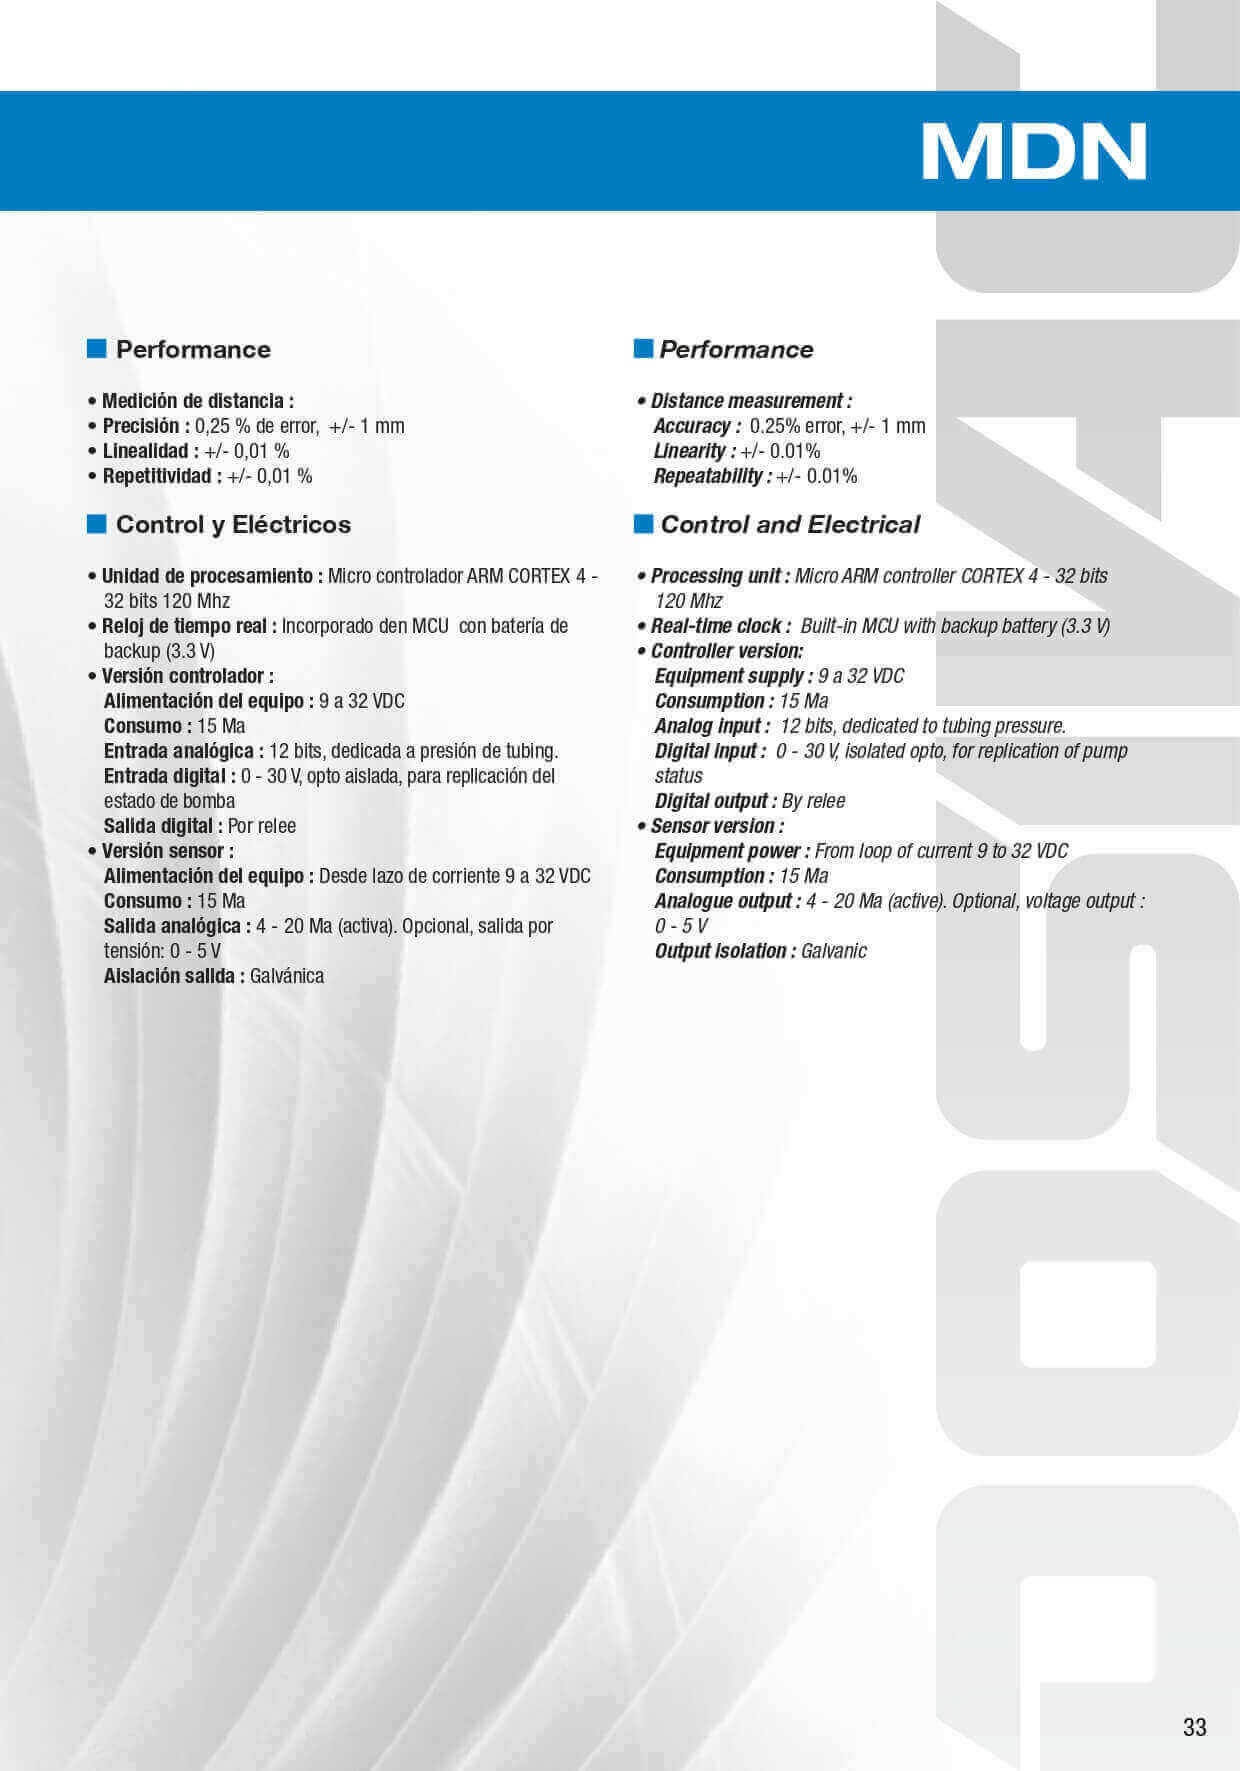 MDN
Performance
• Medición de distancia :
• Precisión : 0,25 % de error, +/- 1 mm
• Linealidad : +/- 0,01 %
• Repetitividad : +/- 0,01 %
Control y Eléctricos
• Unidad de procesamiento : Micro controlador ARM CORTEX 4 -
32 bits 120 Mhz
• Reloj de tiempo real : Incorporado den MCU con batería de
backup (3.3 V)
• Versión controlador :
Alimentación del equipo : 9 a 32 VDC
Consumo : 15 Ma
Entrada analógica : 12 bits, dedicada a presión de tubing.
Entrada digital : 0 - 30 V, opto aislada, para replicación del
estado de bomba
Salida digital : Por relee
• Versión sensor :
Alimentación del equipo : Desde lazo de corriente 9 a 32 VDC
Consumo : 15 Ma
Salida analógica : 4 - 20 Ma (activa). Opcional, salida por
tensión: 0 - 5 V
Aislación salida : Galvánica
Performance
• Distance measurement :
Accuracy : 0.25% error, +/- 1 mm
Linearity : +/- 0.01%
Repeatability : +/- 0.01%
Control and Electrical
• Processing unit : Micro ARM controller CORTEX 4 - 32 bits
120 Mhz
• Real-time clock : Built-in MCU with backup battery (3.3 V)
• Controller version:
Equipment supply : 9 a 32 VDC
Consumption : 15 Ma
Analog input : 12 bits, dedicated to tubing pressure.
Digital input : 0 - 30 V, isolated opto, for replication of pump
status
Digital output : By relee
• Sensor version :
Equipment power : From loop of current 9 to 32 VDC
Consumption : 15 Ma
Analogue output : 4 - 20 Ma (active). Optional, voltage output :
0 - 5 V
Output isolation : Galvanic
33